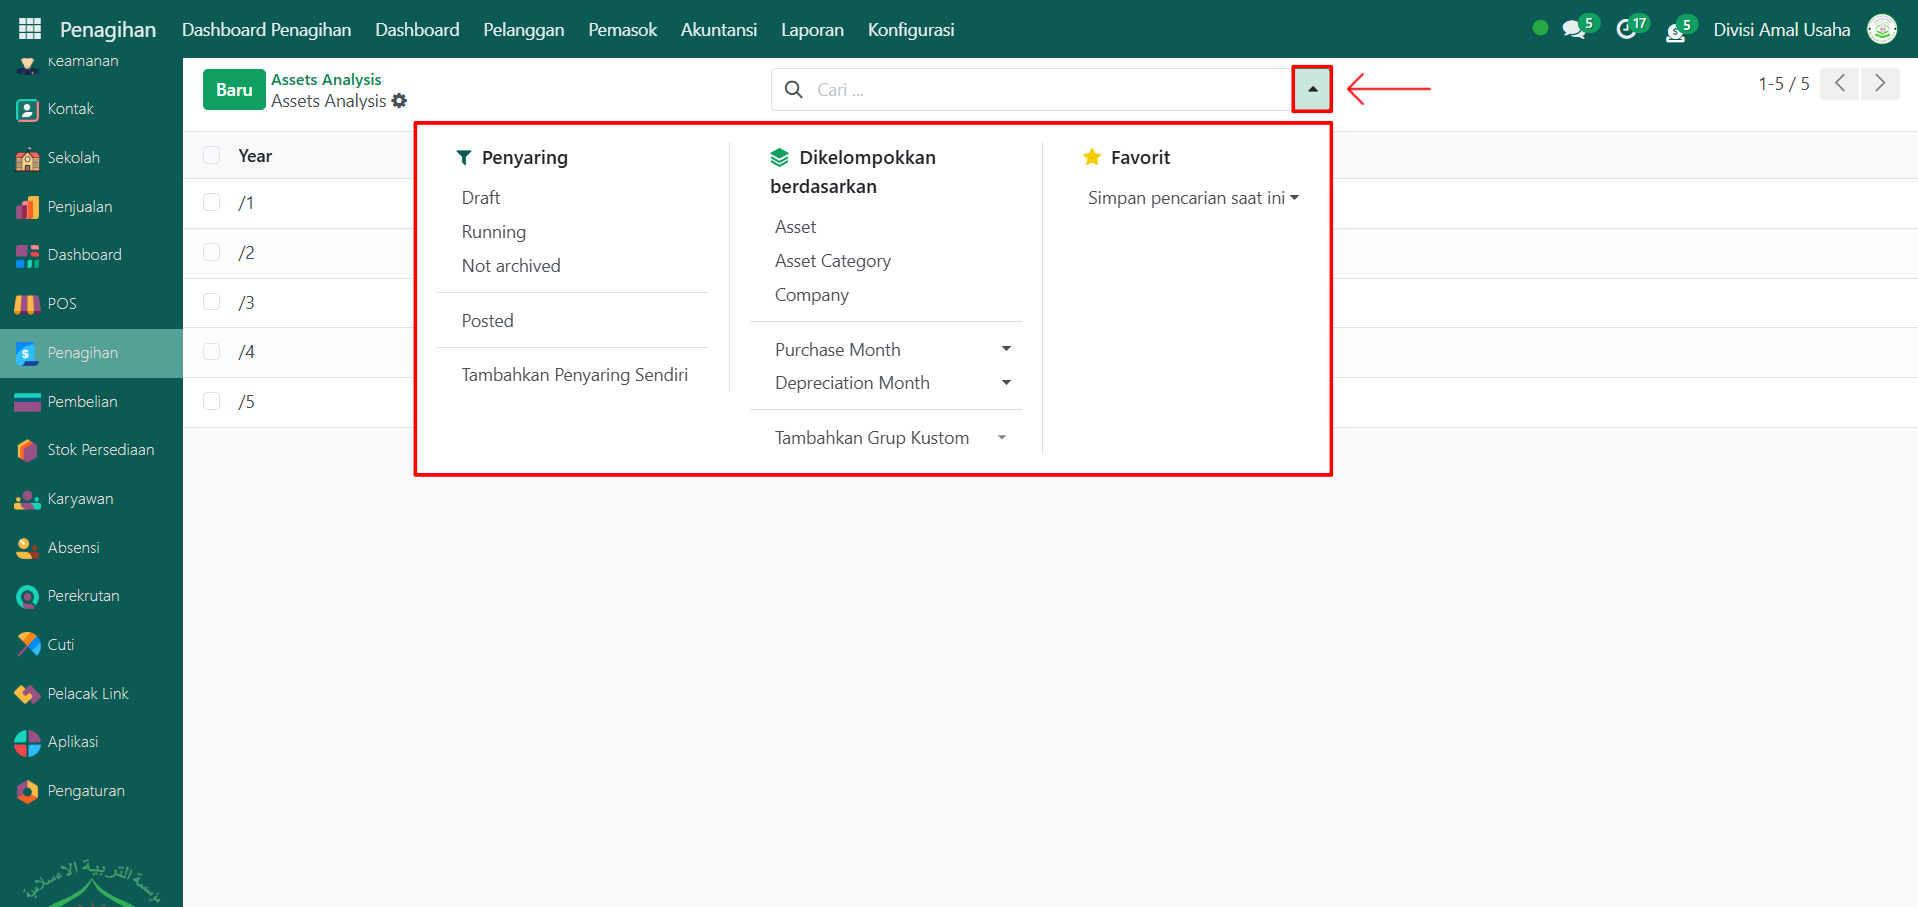 Penagihan
Dashboard Penagihan
Dashboard
Pelanggan
Pemasok
Akuntansi
Laporan
Konfigurasi
5
17
5
Divisi Amal Usaha
Keamanan
Kontak
Sekolah
Penjualan
Dashboard
POS
Penagihan
Pembelian
Stok Persediaan
Karyawan
Absensi
Perekrutan
Cuti
Pelacak Link
Aplikasi
Pengaturan
مؤسسة التربية الإسلامية
Baru
Assets Analysis
Assets Analysis
Cari ...
1-5 / 5
Year
/1
/2
/3
/4
/5
Penyaring
Draft
Running
Not archived
Posted
Tambahkan Penyaring Sendiri
Dikelompokkan
berdasarkan
Asset
Asset Category
Company
Purchase Month
Depreciation Month
Tambahkan Grup Kustom
Favorit
Simpan pencarian saat ini